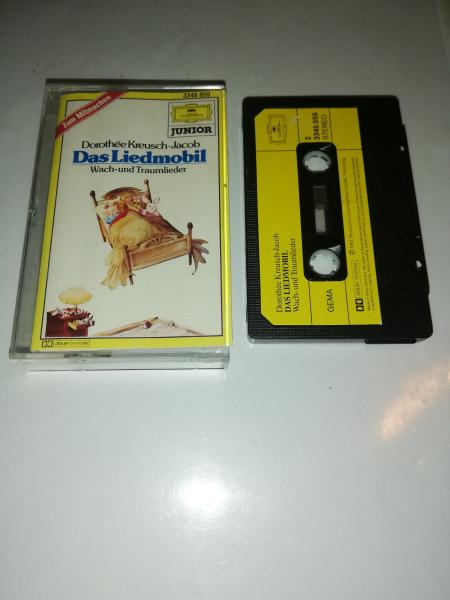 Zum Mitmachen
3346 059
JUNIOR
Dorothée Kreusch-Jacob
Das Liedmobil
Wach- und Traumlieder
DOLBY SYSTEM
2
3346 059
STEREO
Dorothée Kreusch-Jacob
DAS LIEDMOBIL
Wach- und Traumlieder
GEMA
DOLBY SYSTEM